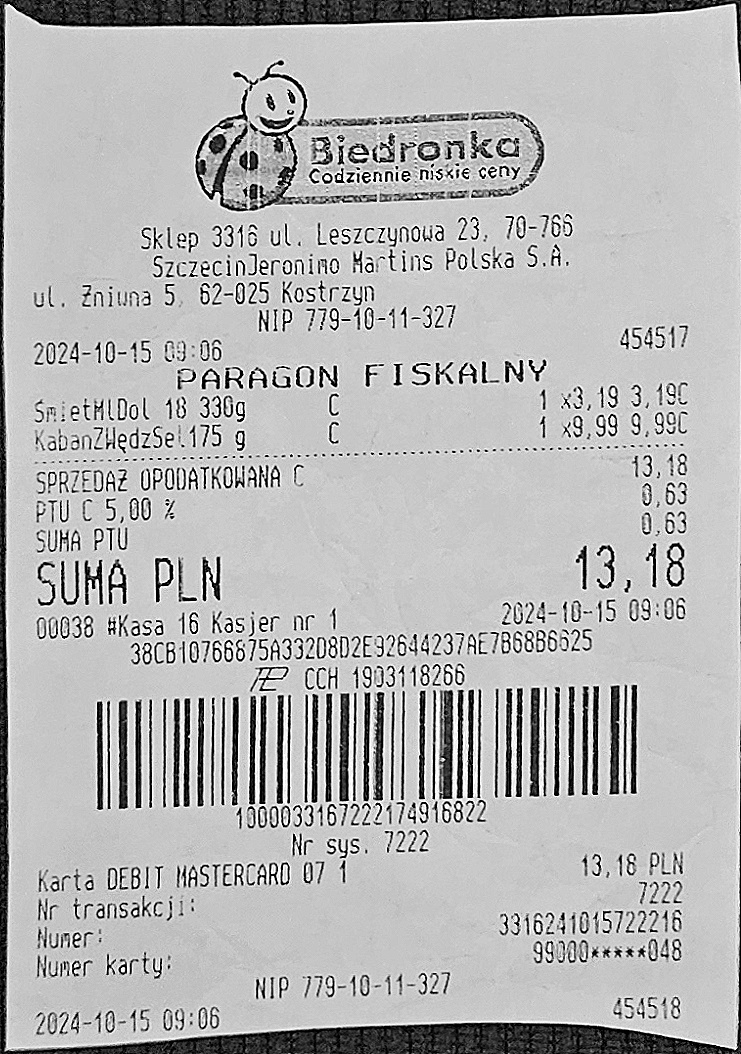 Biedronka
Codziennie niskie ceny
Sklep 3316 ul. Leszczynowa 23, 70-766
SzczecinJeronimo Martins Polska S.A.
ul. Żniwna 5, 62-025 Kostrzyn
NIP 779-10-11-327
2024-10-15 09:06 454517
PARAGON FISKALNY
ŚmietMlDol 18 330g C 1 x3,19 3,19C
KabanZWędzSel175 g C 1 x9,99 9,99C
SPRZEDAŻ OPODATKOWANA C 13,18
PTU C 5,00 % 0,63
SUMA PTU 0,63
SUMA PLN 13,18
00038 #Kasa 16 Kasjer nr 1 2024-10-15 09:06
38CB10766875A332D8D2E92644237AE7B68B6625
CCH 1903118266
1000033167222174916822
Nr sys. 7222
Karta DEBIT MASTERCARD 07 1 13,18 PLN
Nr transakcji: 7222
Numer: 3316241015722216
Numer karty: 99000*****048
NIP 779-10-11-327
2024-10-15 09:06 454518